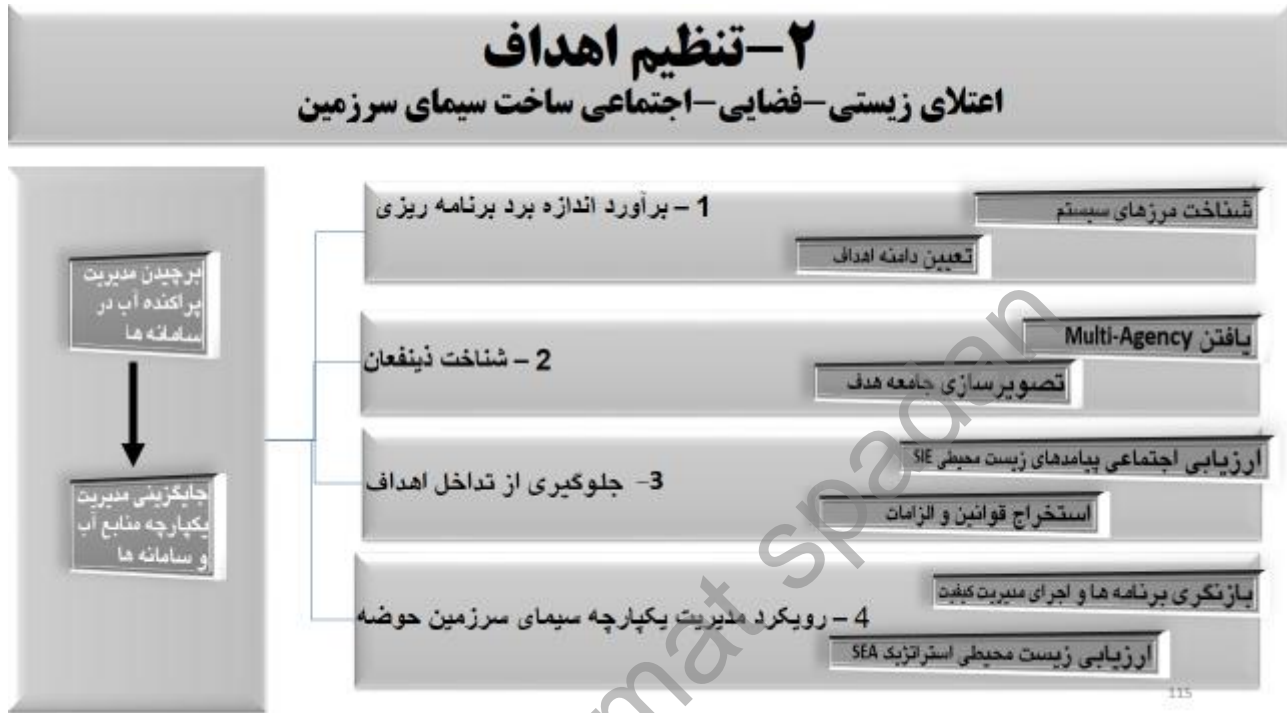 ۲-تنظیم اهداف
اعتلای زیستی-فضایی-اجتماعی ساخت سیمای سرزمین
برچیدن مدیریت
پراکنده آب در
سامانه ها
جایگزینی مدیریت
یکپارچه منابع آب
و سامانه ها
1 – برآورد اندازه برد برنامه ریزی
شناخت مرزهای سیستم
تعیین دامنه اهداف
2 – شناخت ذینفعان
یافتن Multi-Agency
تصویرسازی جامعه هدف
3- جلوگیری از تداخل اهداف
ارزیابی اجتماعی پیامدهای زیست محیطی SIE
استخراج قوانین و الزامات
4 – رویکرد مدیریت یکپارچه سیمای سرزمین حوضه
بازنگری برنامه ها و اجرای مدیریت کیفیت
ارزیابی زیست محیطی استراتژیک SEA
115
mat spadan